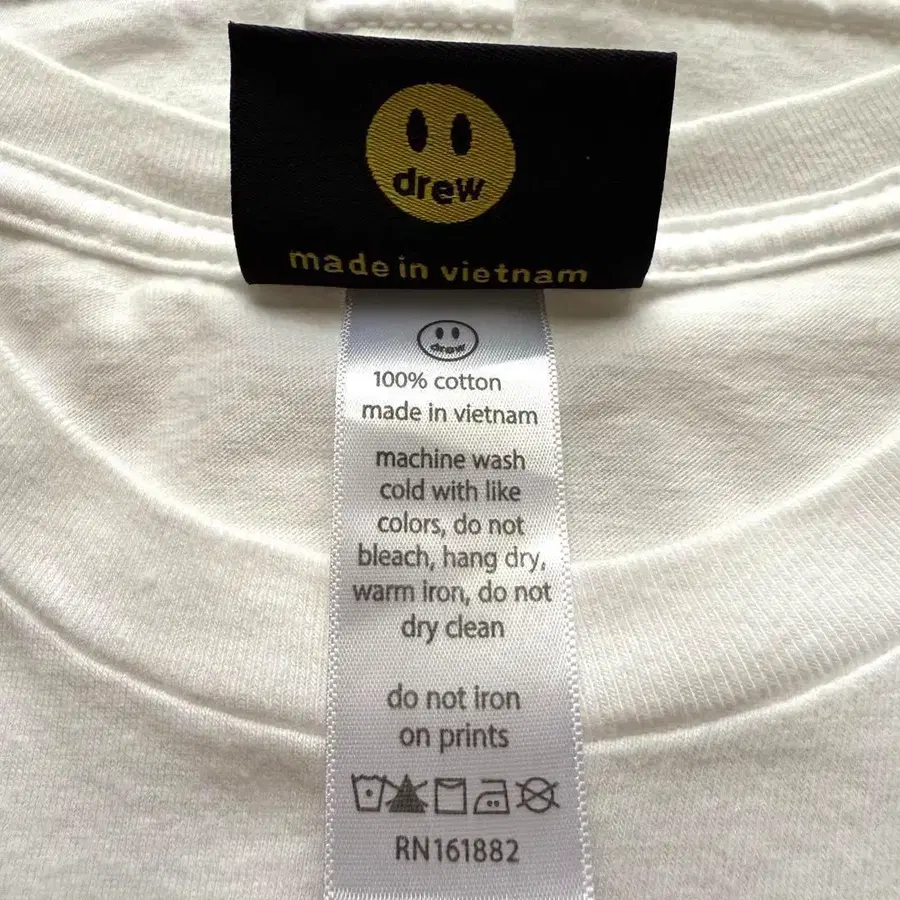 drew
made in vietnam
drew
100% cotton
made in vietnam
machine wash
cold with like
colors, do not
bleach, hang dry,
warm iron, do not
dry clean
do not iron
on prints
RN161882